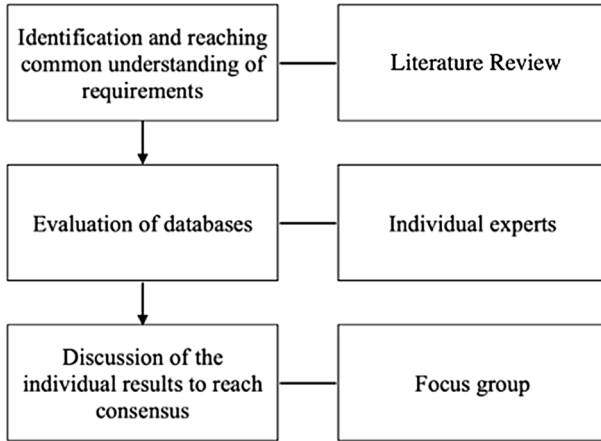 Identification and reaching
common understanding of
requirements
Literature Review
Evaluation of databases
Individual experts
Discussion of the
individual results to reach
consensus
Focus group